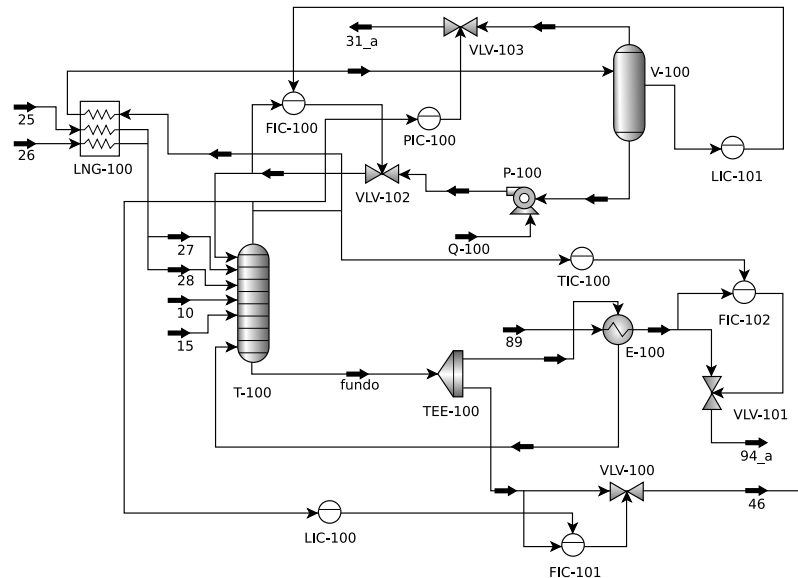 31_a
VLV-103
V-100
25
FIC-100
PIC-100
26
LNG-100
LIC-101
P-100
VLV-102
27
Q-100
28
TIC-100
10
FIC-102
15
89
E-100
fundo
T-100
TEE-100
VLV-101
94_a
VLV-100
46
LIC-100
FIC-101